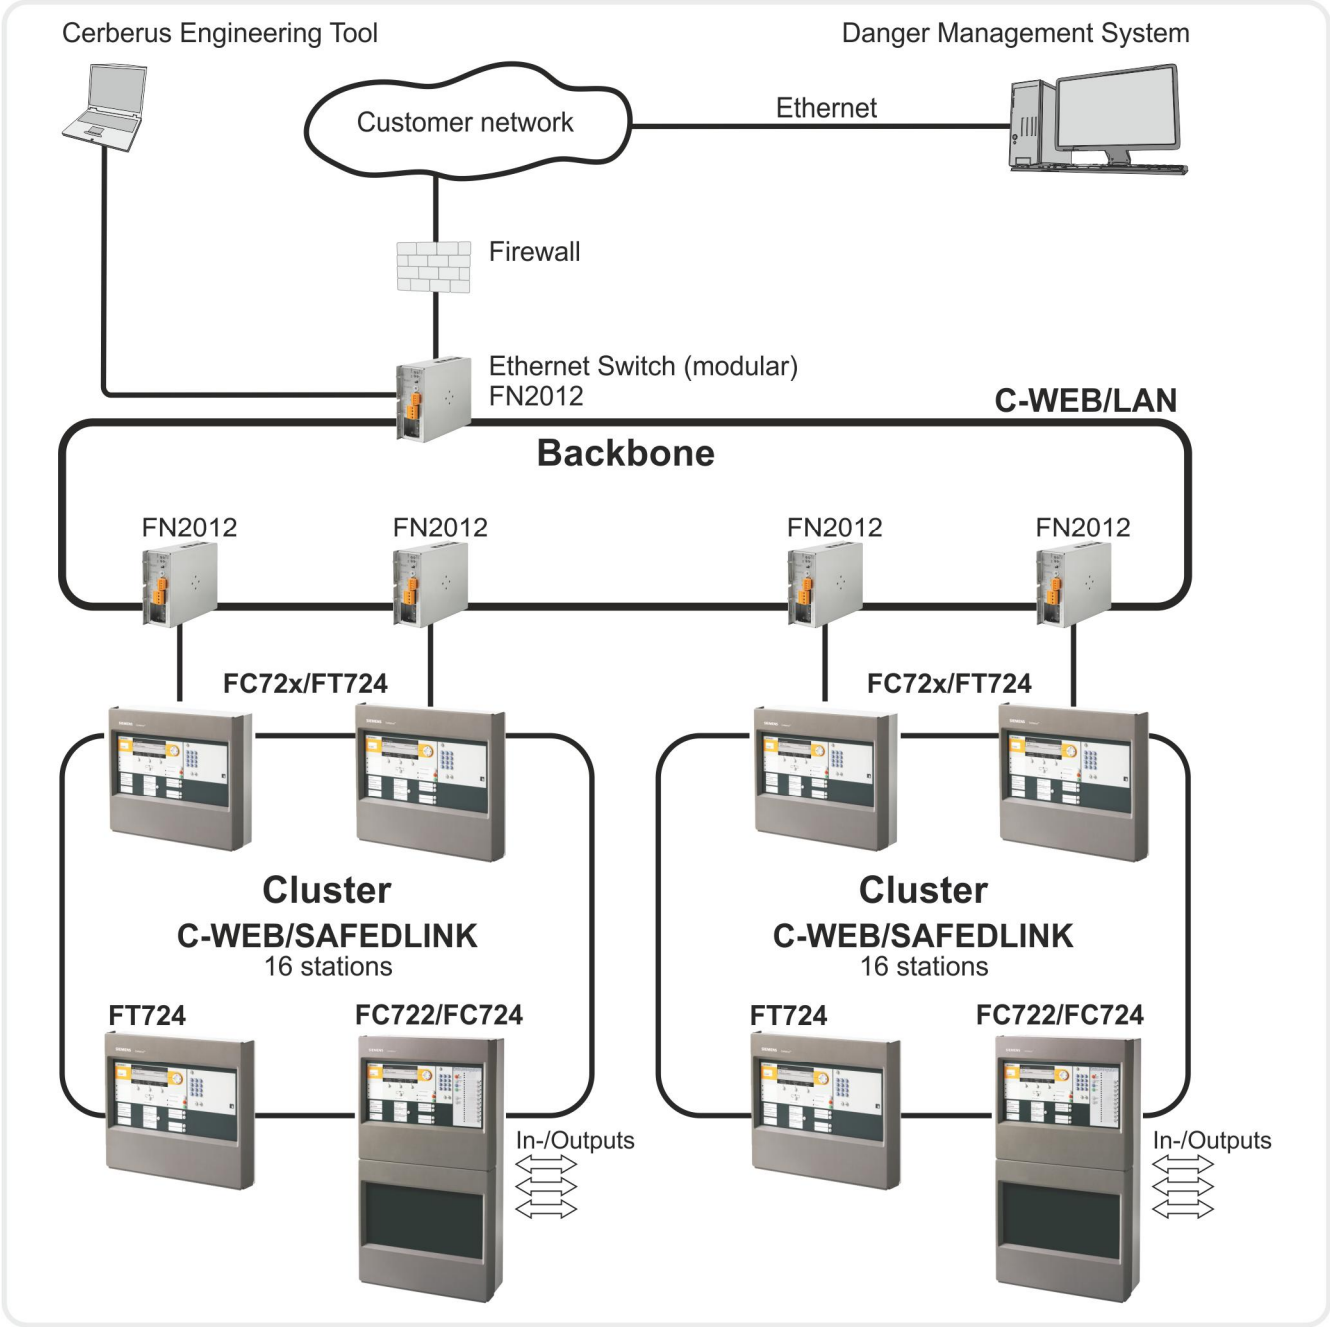 Cerberus Engineering Tool
Danger Management System
Customer network
Ethernet
Firewall
Ethernet Switch (modular)
FN2012
C-WEB/LAN
Backbone
FN2012
FN2012
FN2012
FN2012
FC72x/FT724
FC72x/FT724
Cluster
C-WEB/SAFEDLINK
16 stations
Cluster
C-WEB/SAFEDLINK
16 stations
FT724
FC722/FC724
FT724
FC722/FC724
In-/Outputs
In-/Outputs